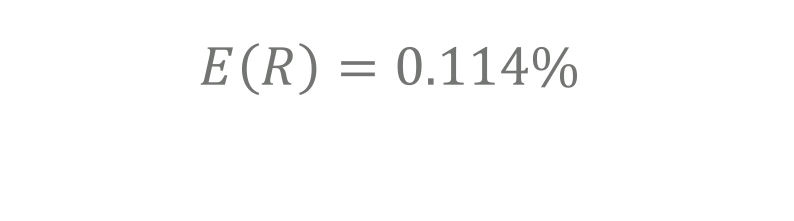 E(R) = 0.114%